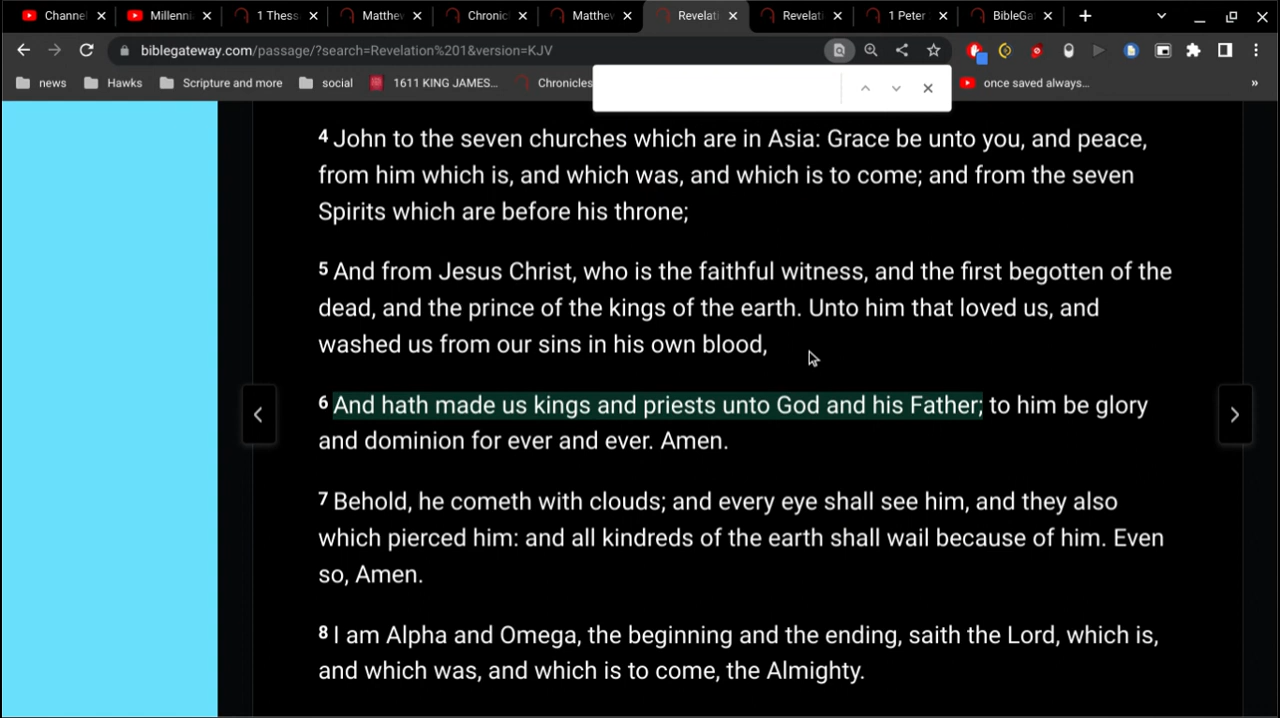 Channel Millenni 1 Thess Matthew Chronic Matthew Revelati Revelati 1 Peter BibleGa
biblegateway.com/passage/?search=Revelation%201&version=KJV
news Hawks Scripture and more social 1611 KING JAMES... Chronicles once saved always... »
4 John to the seven churches which are in Asia: Grace be unto you, and peace,
from him which is, and which was, and which is to come; and from the seven
Spirits which are before his throne;
5 And from Jesus Christ, who is the faithful witness, and the first begotten of the
dead, and the prince of the kings of the earth. Unto him that loved us, and
washed us from our sins in his own blood,
6 And hath made us kings and priests unto God and his Father; to him be glory
and dominion for ever and ever. Amen.
7 Behold, he cometh with clouds; and every eye shall see him, and they also
which pierced him: and all kindreds of the earth shall wail because of him. Even
so, Amen.
8 I am Alpha and Omega, the beginning and the ending, saith the Lord, which is,
and which was, and which is to come, the Almighty.